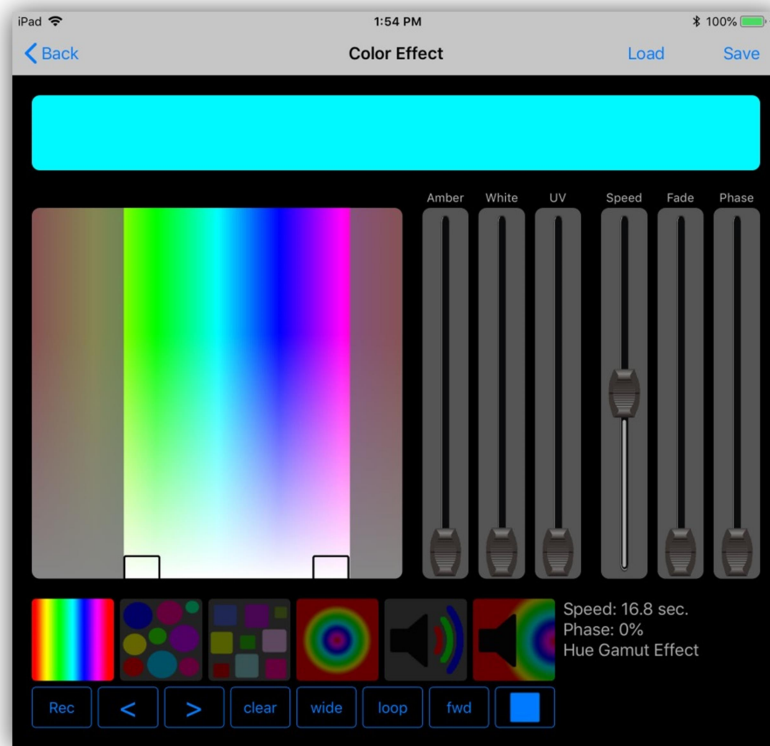 iPad 1:54 PM 100%
Back Color Effect Load Save
Amber White UV Speed Fade Phase
Speed: 16.8 sec.
Phase: 0%
Hue Gamut Effect
Rec < > clear wide loop fwd